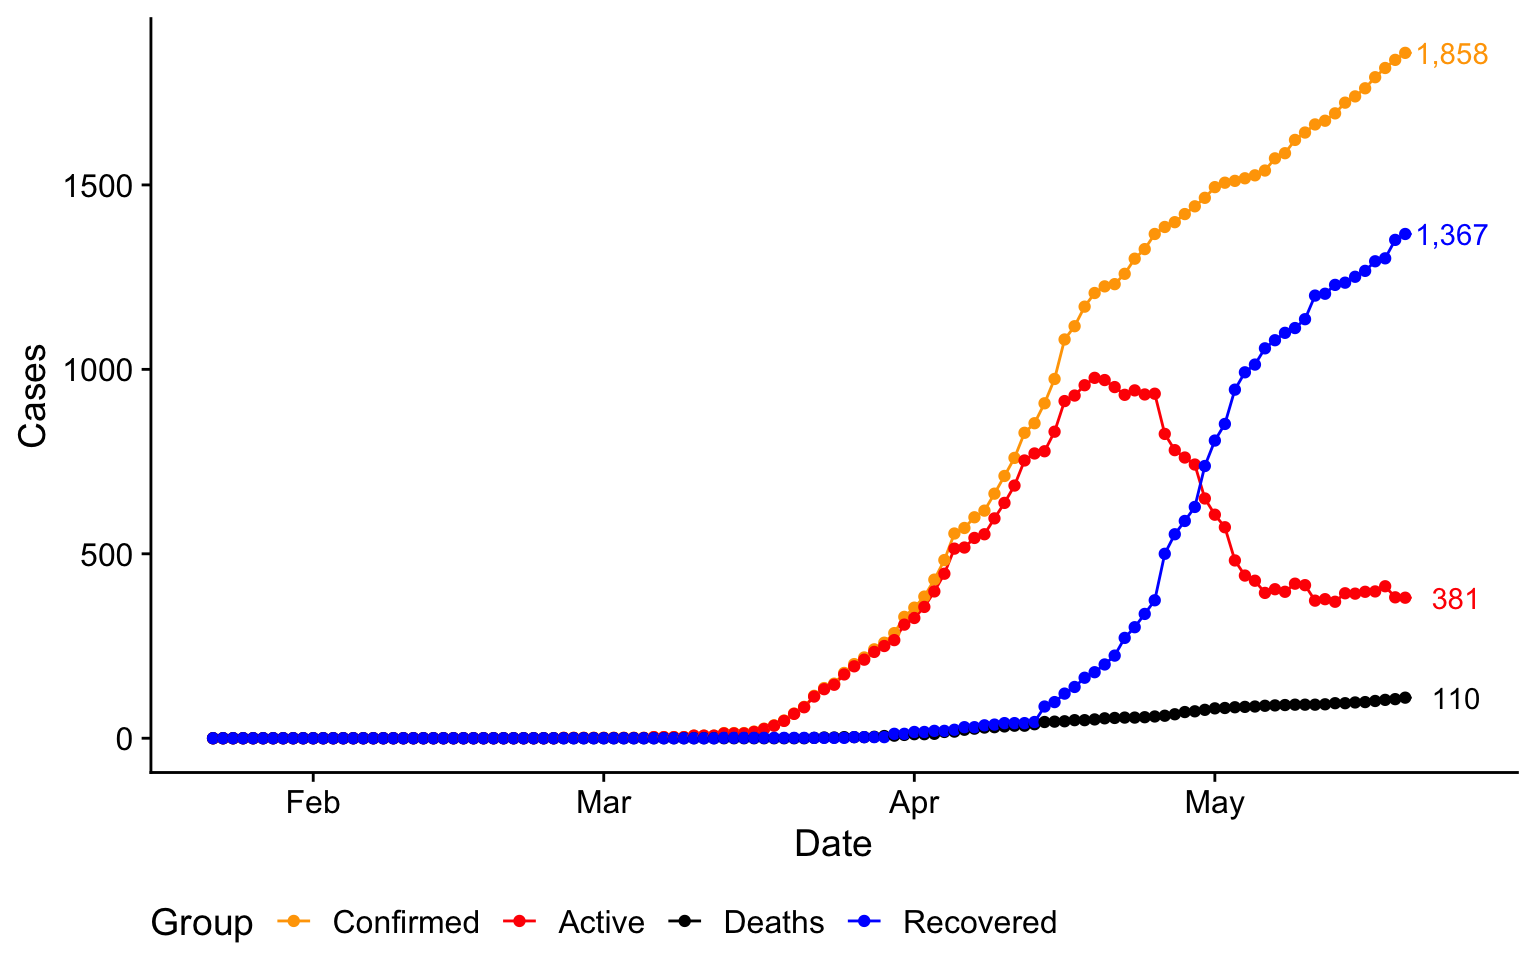 1,858
1,367
381
110
1500
1000
500
0
Cases
Feb Mar Apr May
Date
Group Confirmed Active Deaths Recovered